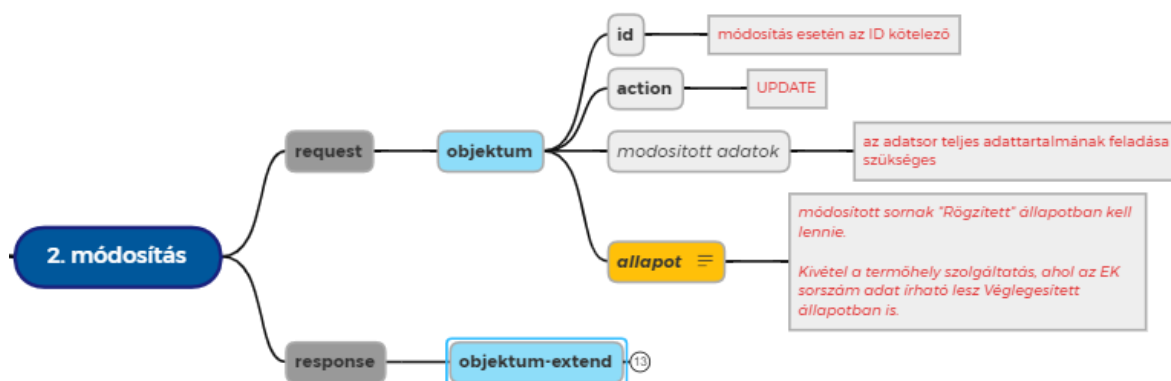 id
módosítás esetén az ID kötelező
action
UPDATE
request
objektum
modosított adatok
az adatsor teljes adattartalmának feladása
szükséges
2. módosítás
allapot
módosított sornak "Rögzített" állapotban kell
lennie.
Kivétel a termőhely szolgáltatás, ahol az EK
sorszám adat írható lesz Véglegesített
állapotban is.
response
objektum-extend
13